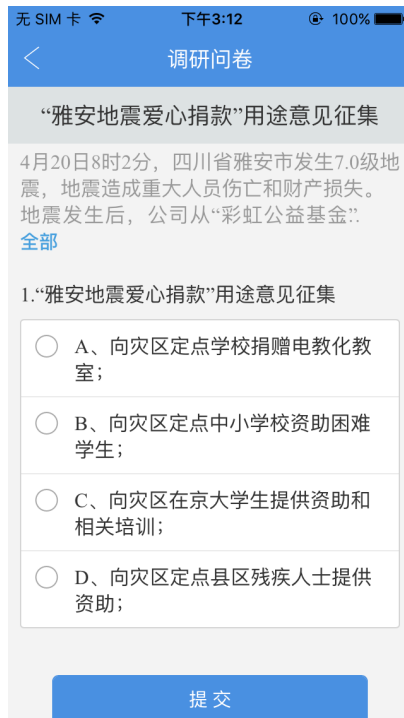 无 SIM 卡 下午3:12 100%
调研问卷
“雅安地震爱心捐款”用途意见征集
4月20日8时2分，四川省雅安市发生7.0级地
震，地震造成重大人员伤亡和财产损失。
地震发生后，公司从“彩虹公益基金”..
全部
1.“雅安地震爱心捐款”用途意见征集
A、向灾区定点学校捐赠电教化教
室；
B、向灾区定点中小学校资助困难
学生；
C、向灾区在京大学生提供资助和
相关培训；
D、向灾区定点县区残疾人士提供
资助；
提 交